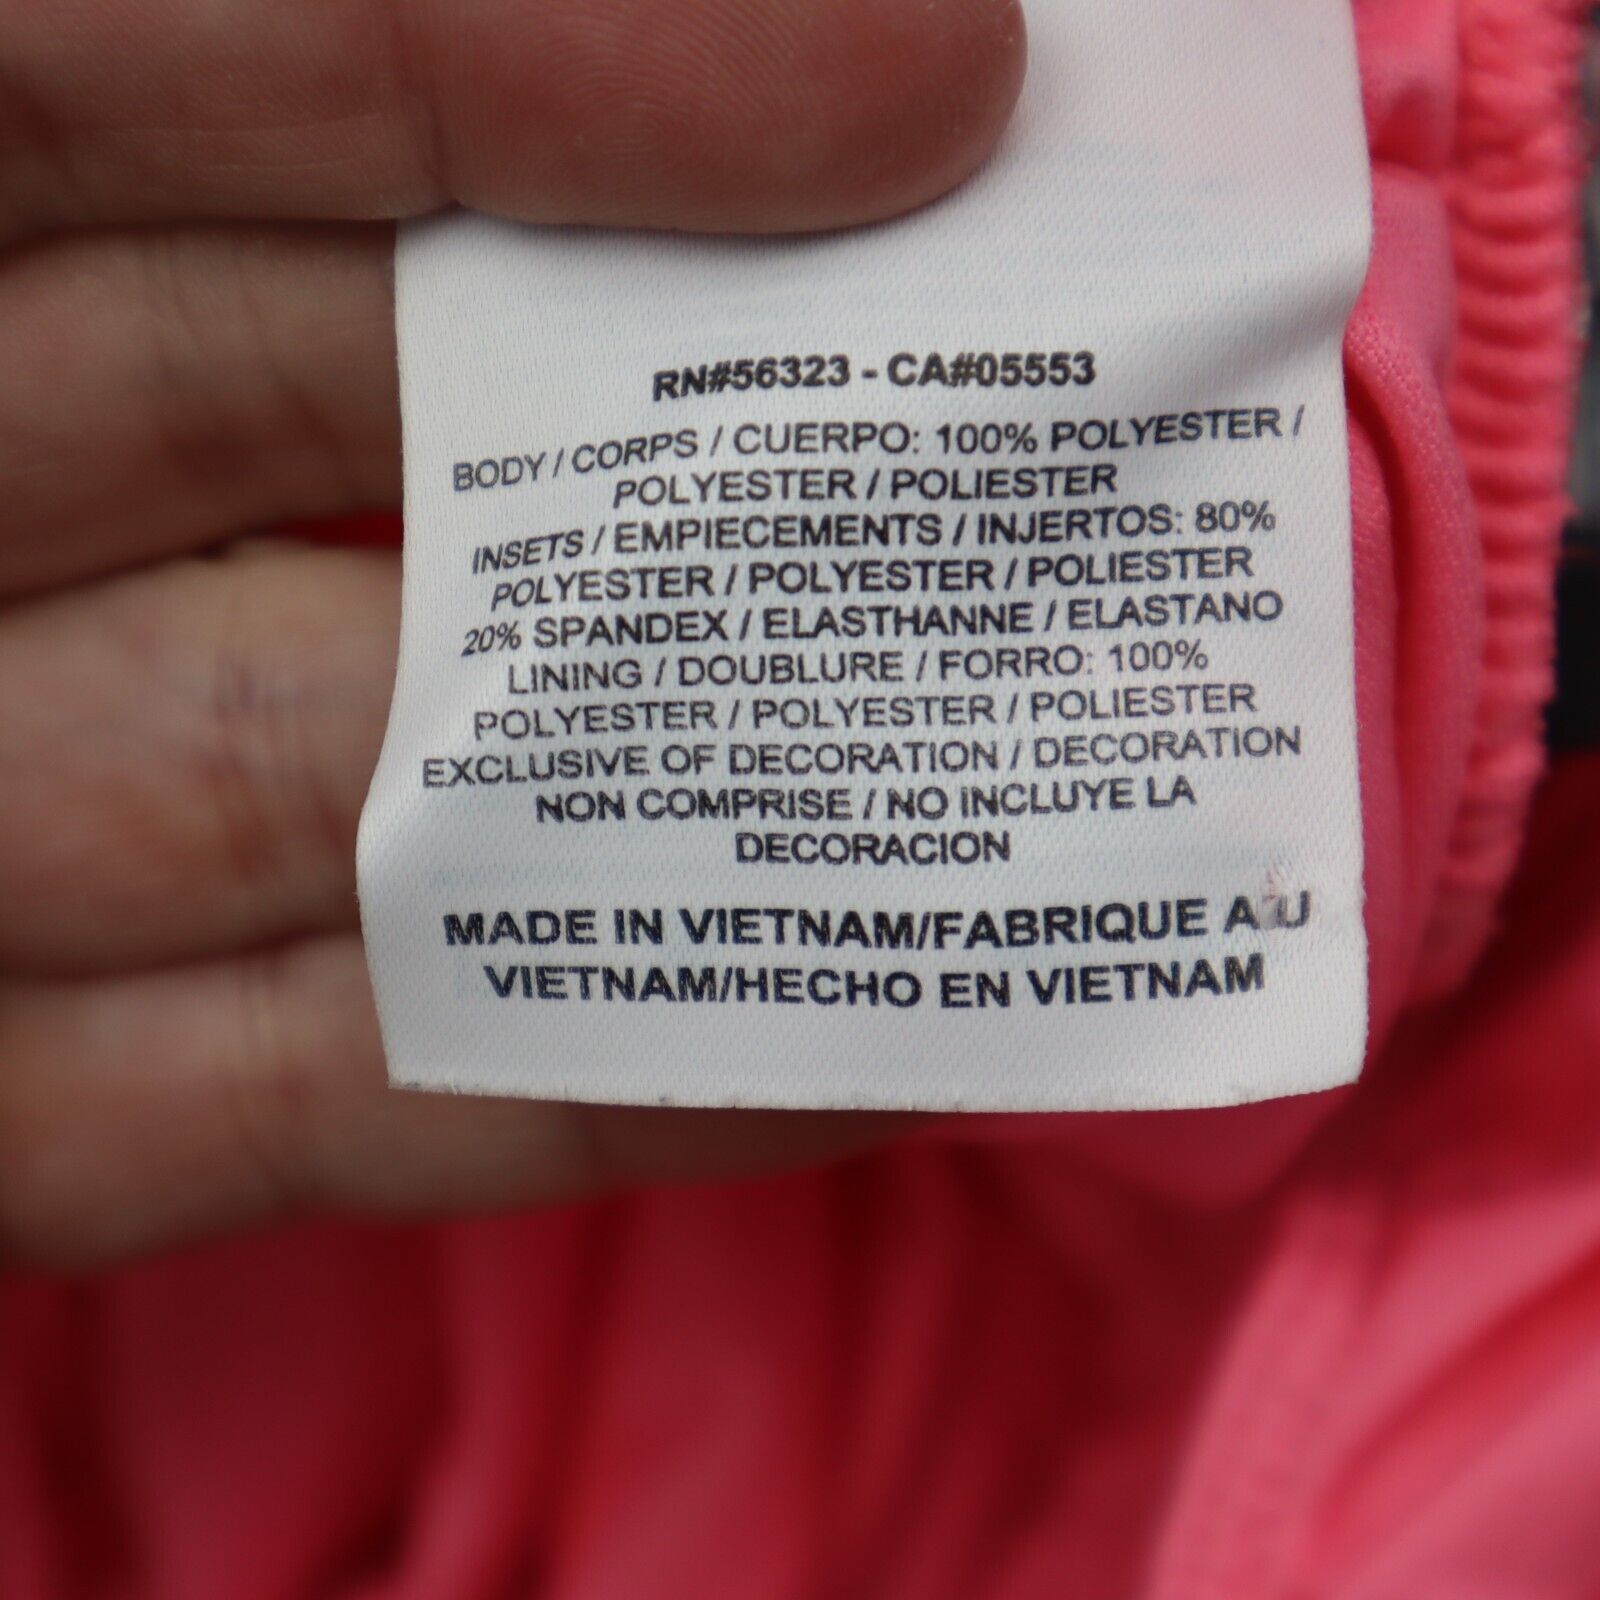 RN#56323 - CA#05553
BODY / CORPS / CUERPO: 100% POLYESTER /
POLYESTER / POLIESTER
INSETS / EMPIECEMENTS / INJERTOS: 80%
POLYESTER / POLYESTER / POLIESTER
20% SPANDEX / ELASTHANNE / ELASTANO
LINING / DOUBLURE / FORRO: 100%
POLYESTER / POLYESTER / POLIESTER
EXCLUSIVE OF DECORATION / DECORATION
NON COMPRISE / NO INCLUYE LA
DECORACION
MADE IN VIETNAM/FABRIQUE AU
VIETNAM/HECHO EN VIETNAM